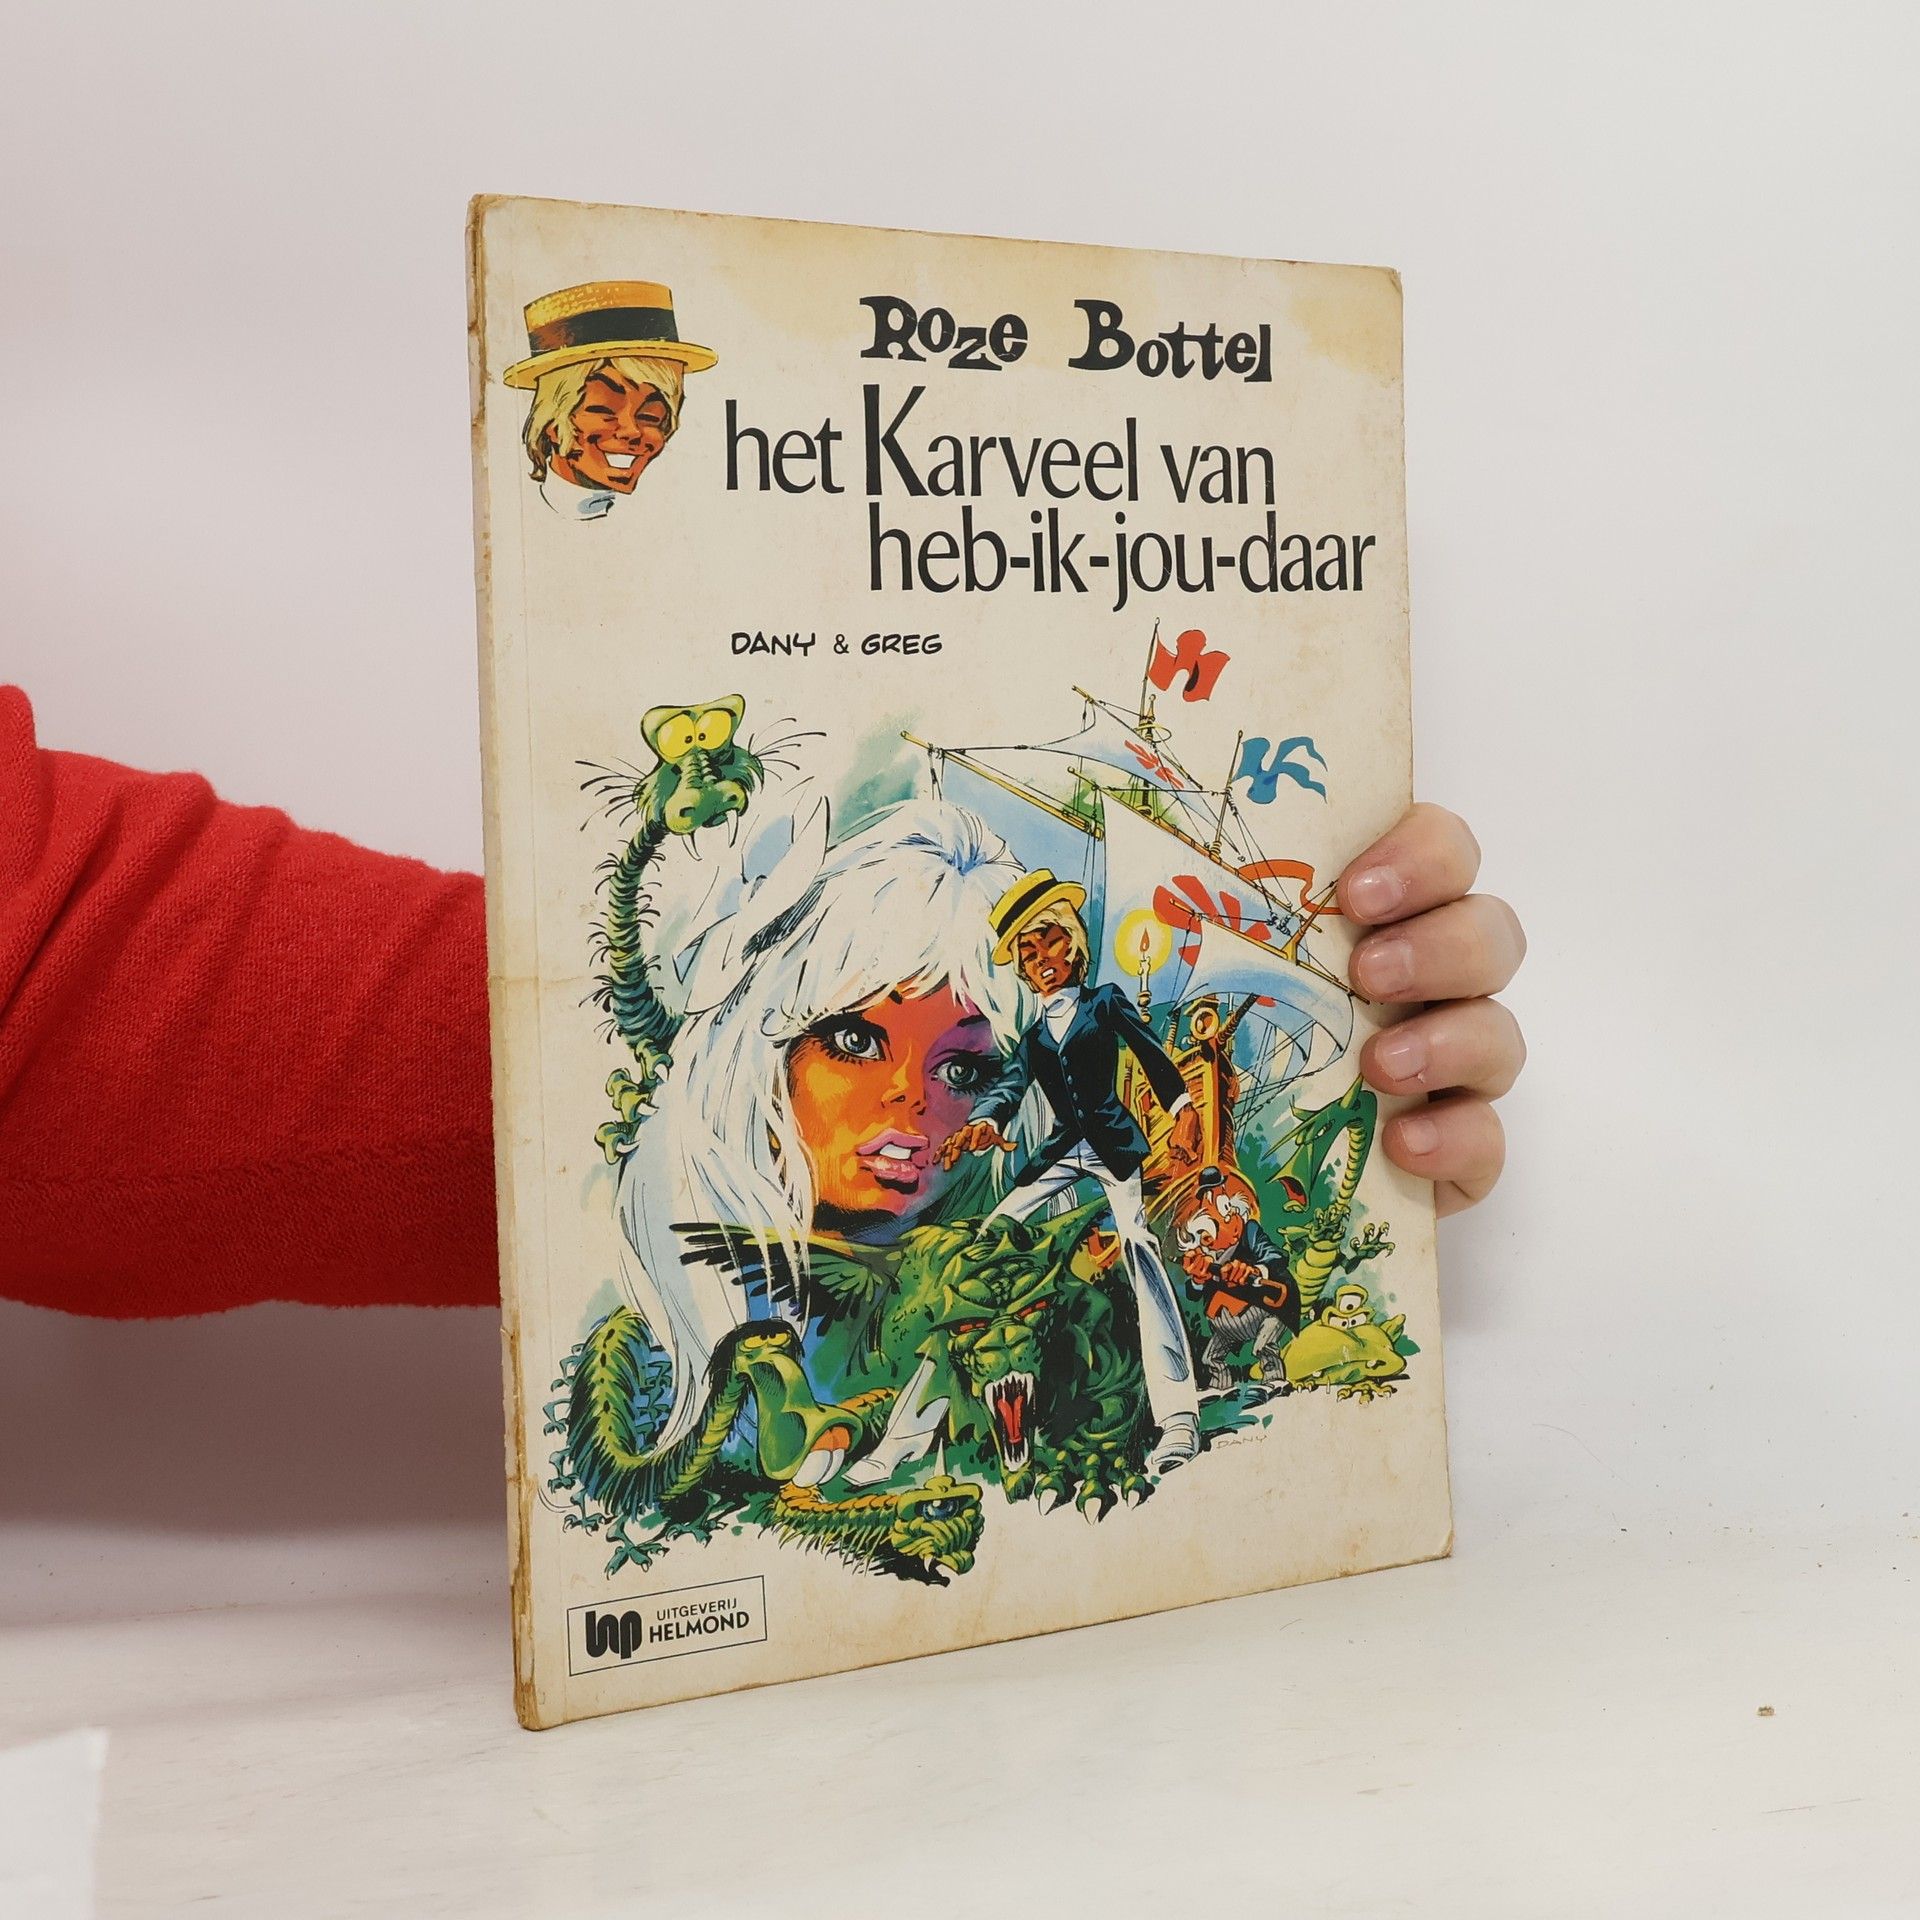 Roze Bottel
het Karveel van
heb-ik-jou-daar
DANY & GREG
DANY
UITGEVERIJ
HELMOND